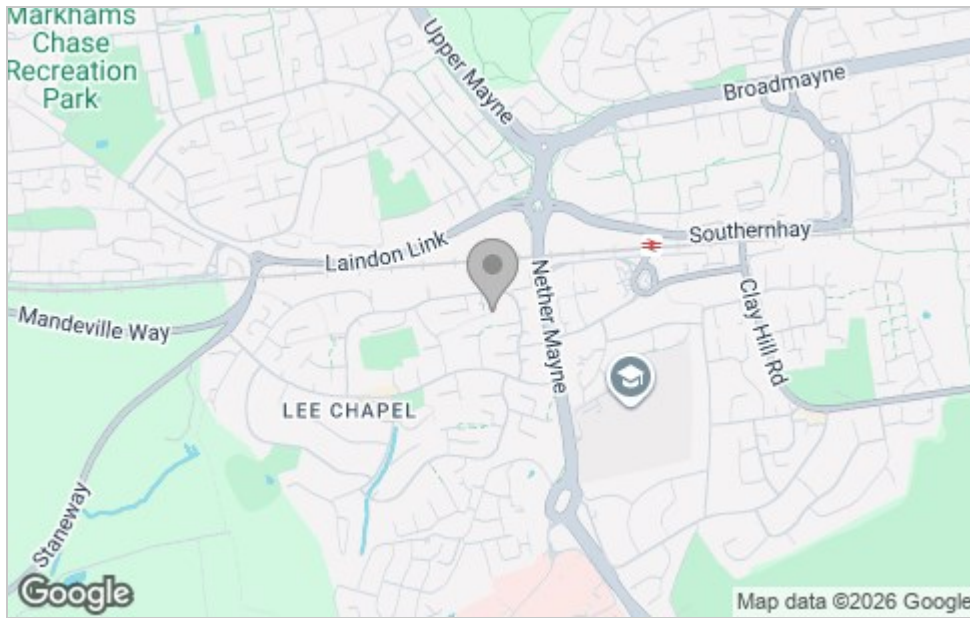 Markhams
Chase
Recreation
Park
Upper Mayne
Broadmayne
Laindon Link
Southernhay
Mandeville Way
Nether Mayne
Clay Hill Rd
LEE CHAPEL
Staneway
Google
Map data ©2026 Google